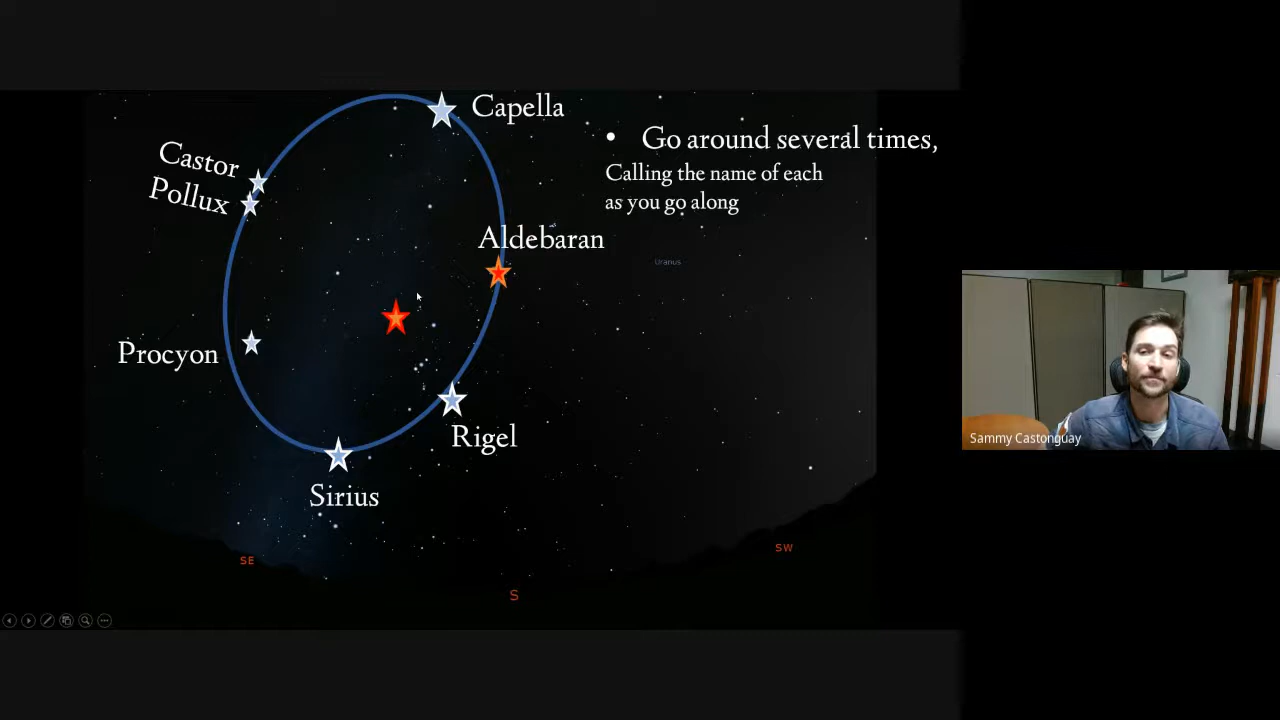 Capella
Go around several times,
Calling the name of each
as you go along
Castor
Pollux
Aldebaran
Uranus
Procyon
Rigel
Sirius
Sammy Castonguay
SE
SW
S